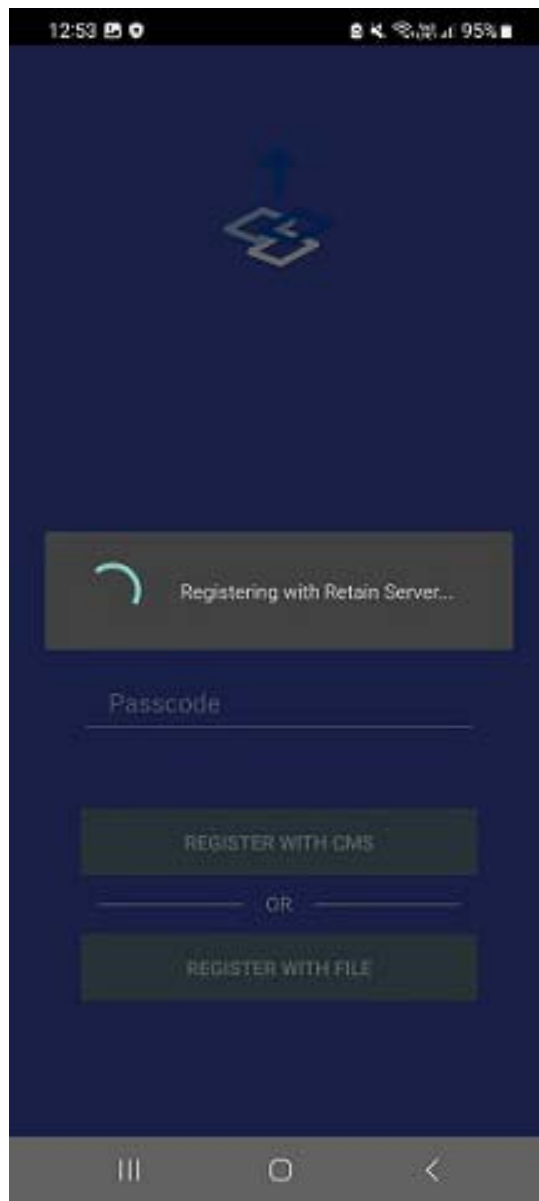 12:53
95%
Registering with Retain Server...
Passcode
REGISTER WITH CMS
OR
REGISTER WITH FILE